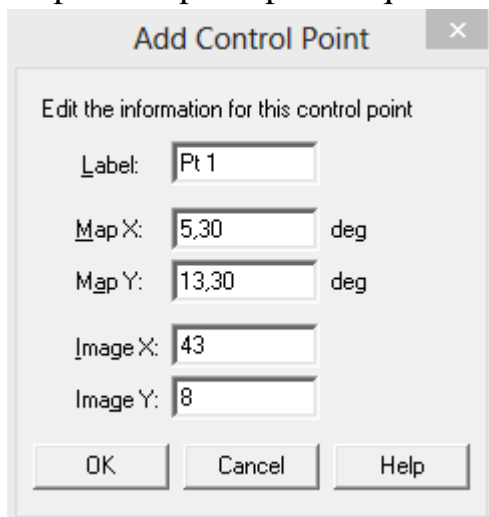 Add Control Point
Edit the information for this control point
Label: Pt 1
Map X: 5,30 deg
Map Y: 13,30 deg
Image X: 43
Image Y: 8
OK Cancel Help